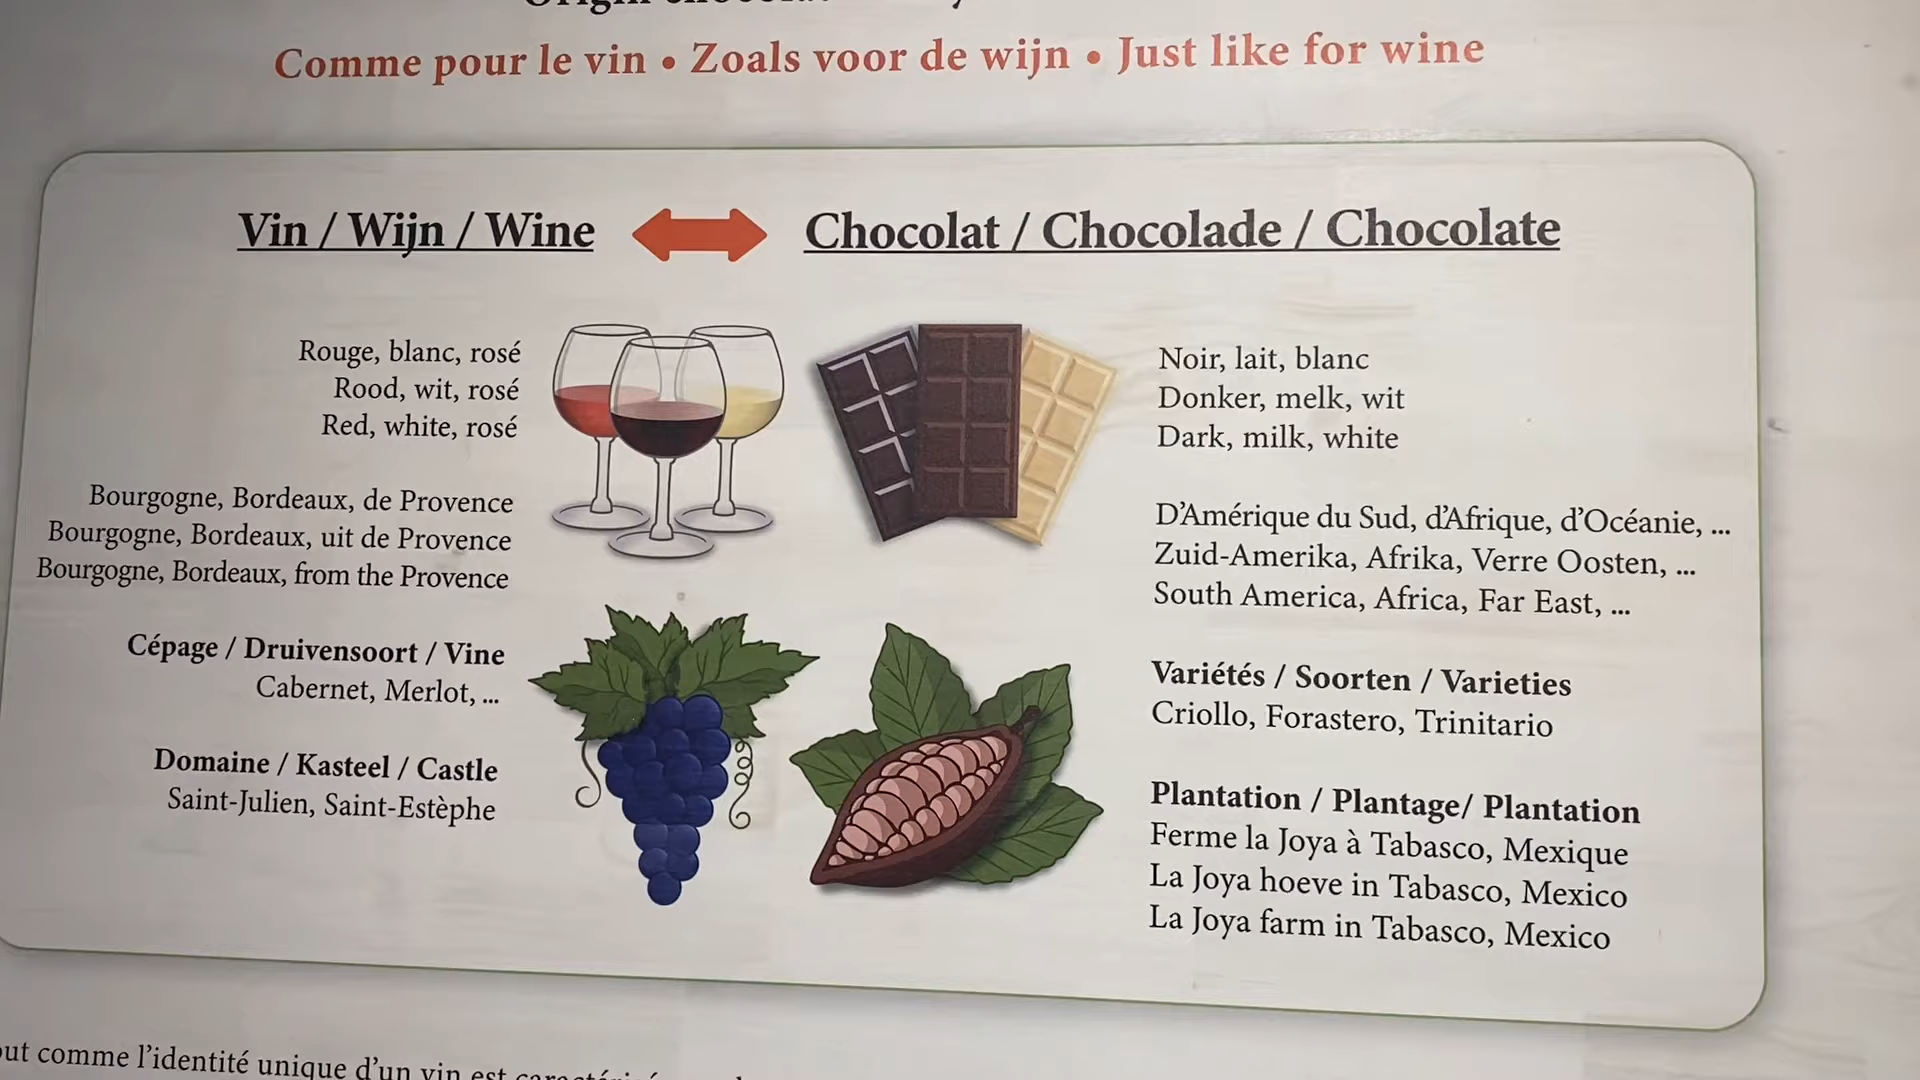 Comme pour le vin • Zoals voor de wijn • Just like for wine
Vin / Wijn / Wine
Chocolat / Chocolade / Chocolate
Rouge, blanc, rosé
Rood, wit, rosé
Red, white, rosé
Noir, lait, blanc
Donker, melk, wit
Dark, milk, white
Bourgogne, Bordeaux, de Provence
Bourgogne, Bordeaux, uit de Provence
Bourgogne, Bordeaux, from the Provence
D'Amérique du Sud, d'Afrique, d'Océanie, ...
Zuid-Amerika, Afrika, Verre Oosten, ...
South America, Africa, Far East, ...
Cépage / Druivensoort / Vine
Cabernet, Merlot, ...
Variétés / Soorten / Varieties
Criollo, Forastero, Trinitario
Domaine / Kasteel / Castle
Saint-Julien, Saint-Estèphe
Plantation / Plantage/ Plantation
Ferme la Joya à Tabasco, Mexique
La Joya hoeve in Tabasco, Mexico
La Joya farm in Tabasco, Mexico
comme l'identité unique d'un vin est